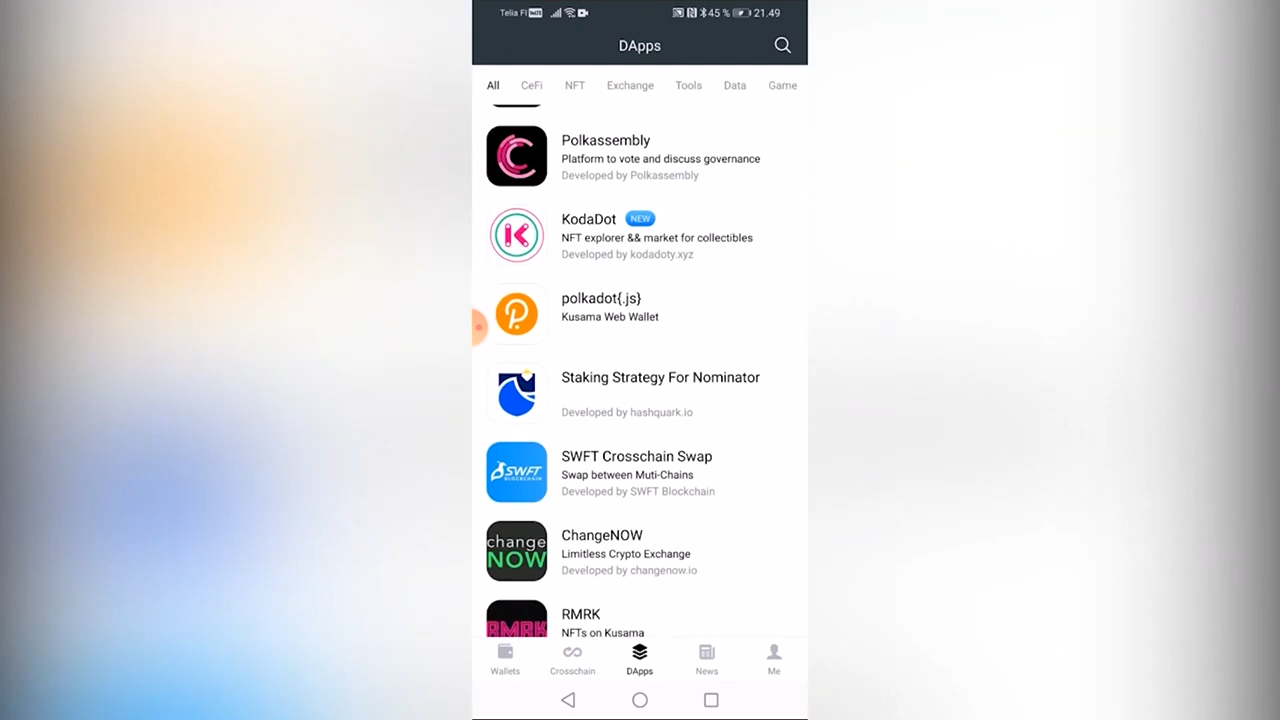 Telia FI VoLTE 45 % 21.49
DApps
All CeFi NFT Exchange Tools Data Game
Polkassembly
Platform to vote and discuss governance
Developed by Polkassembly
KodaDot NEW
NFT explorer && market for collectibles
Developed by kodadoty.xyz
polkadot{.js}
Kusama Web Wallet
Staking Strategy For Nominator
Developed by hashquark.io
SWFT BLOCKCHAIN
SWFT Crosschain Swap
Swap between Muti-Chains
Developed by SWFT Blockchain
change
NOW
ChangeNOW
Limitless Crypto Exchange
Developed by changenow.io
RMRK
RMRK
NFTs on Kusama
Wallets Crosschain DApps News Me